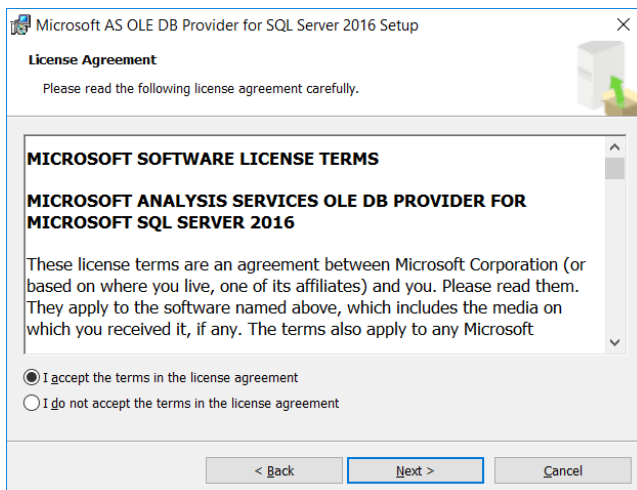 Microsoft AS OLE DB Provider for SQL Server 2016 Setup
License Agreement
Please read the following license agreement carefully.
MICROSOFT SOFTWARE LICENSE TERMS
MICROSOFT ANALYSIS SERVICES OLE DB PROVIDER FOR
MICROSOFT SQL SERVER 2016
These license terms are an agreement between Microsoft Corporation (or
based on where you live, one of its affiliates) and you. Please read them.
They apply to the software named above, which includes the media on
which you received it, if any. The terms also apply to any Microsoft
I accept the terms in the license agreement
I do not accept the terms in the license agreement
< Back
Next >
Cancel